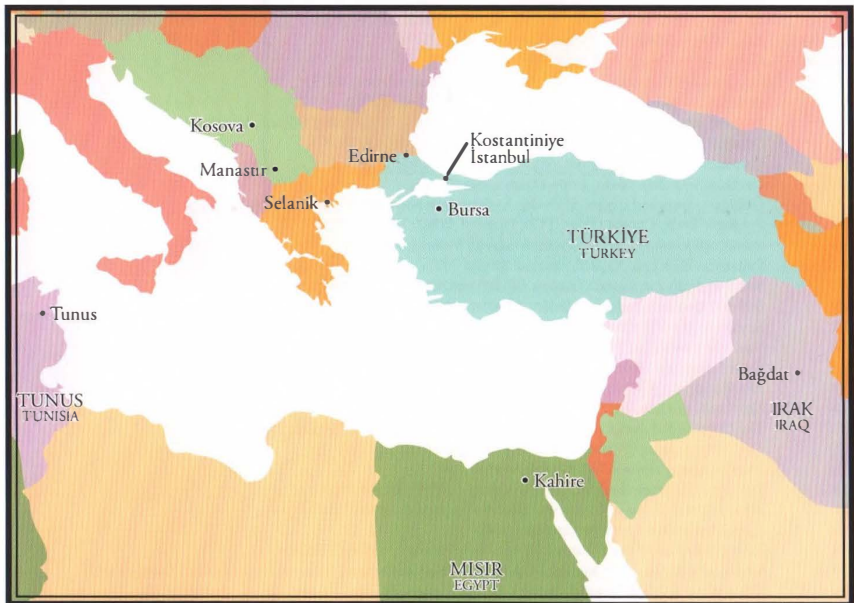 Kosova
Manastır
Edirne
Kostantiniye
İstanbul
Selanik
Bursa
TÜRKİYE
TURKEY
Tunus
TUNUS
TUNISIA
Bağdat
IRAK
IRAQ
Kahire
MISIR
EGYPT